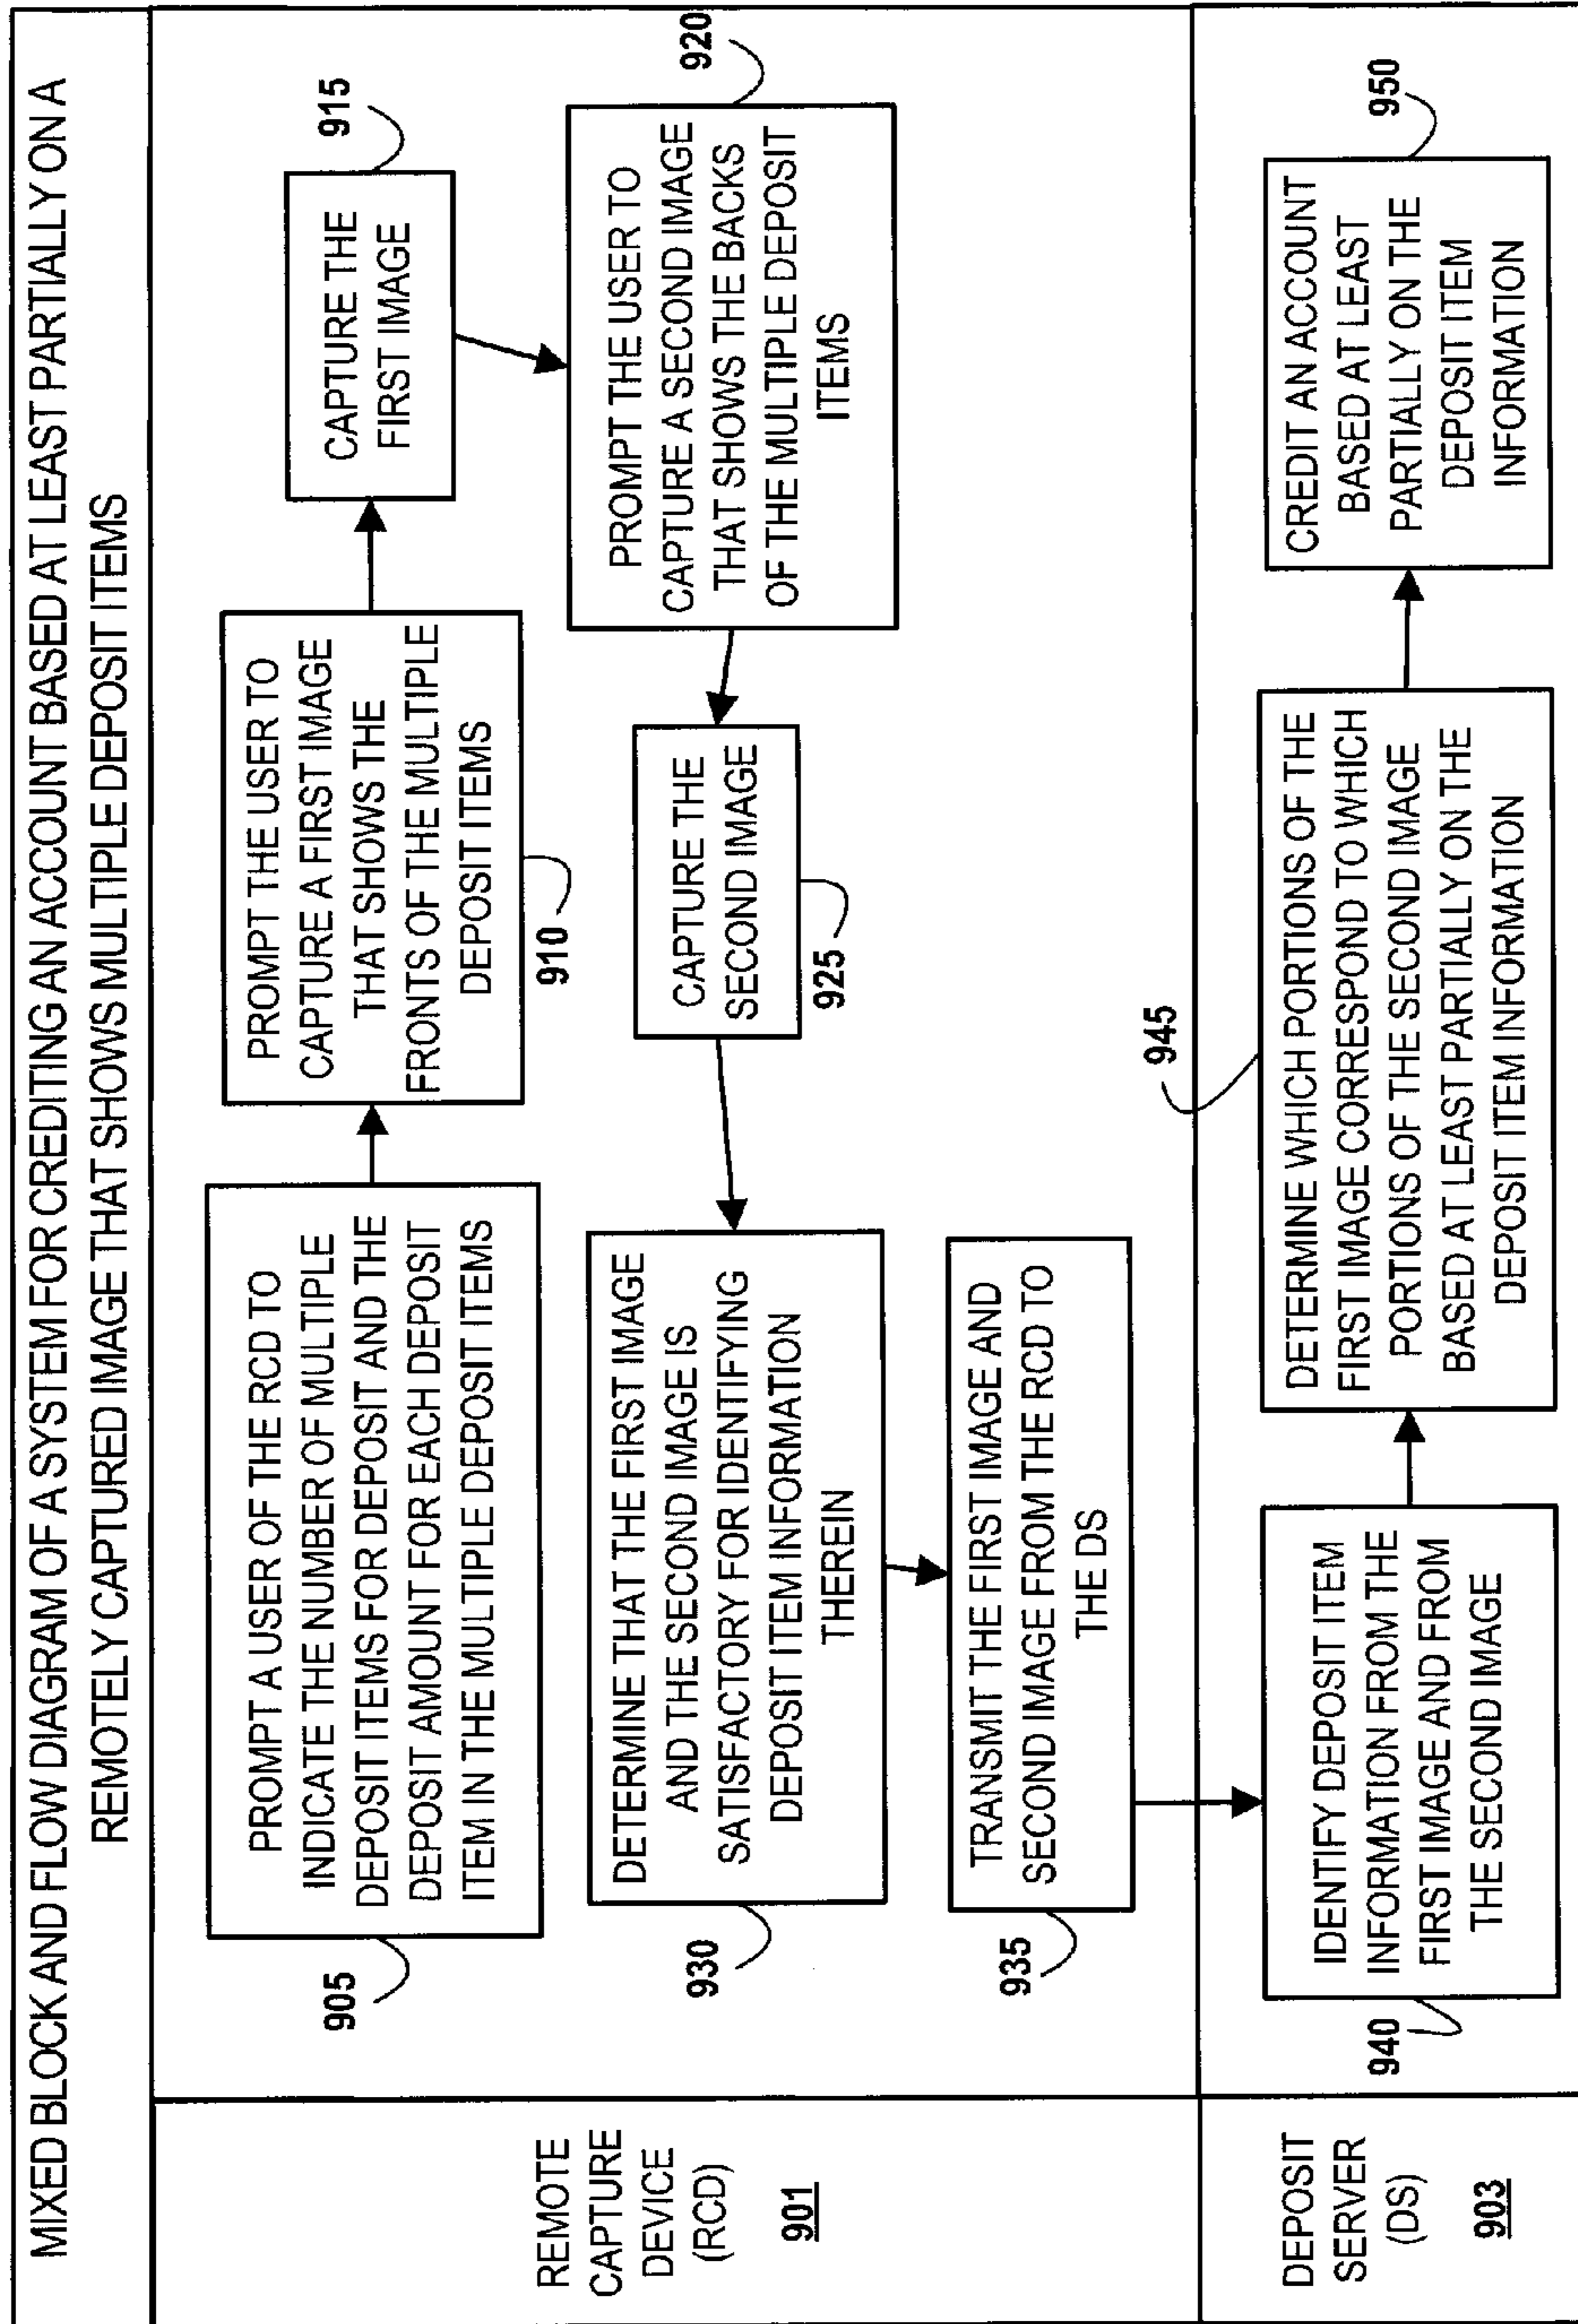 MIXED BLOCK AND FLOW DIAGRAM OF A SYSTEM FOR CREDITING AN ACCOUNT BASED AT LEAST PARTIALLY ON A
REMOTELY CAPTURED IMAGE THAT SHOWS MULTIPLE DEPOSIT ITEMS
REMOTE
CAPTURE
DEVICE
(RCD)
901
PROMPT A USER OF THE RCD TO
INDICATE THE NUMBER OF MULTIPLE
DEPOSIT ITEMS FOR DEPOSIT AND THE
DEPOSIT AMOUNT FOR EACH DEPOSIT
ITEM IN THE MULTIPLE DEPOSIT ITEMS
905
PROMPT THE USER TO
CAPTURE A FIRST IMAGE
THAT SHOWS THE
FRONTS OF THE MULTIPLE
DEPOSIT ITEMS
910
CAPTURE THE
FIRST IMAGE
915
PROMPT THE USER TO
CAPTURE A SECOND IMAGE
THAT SHOWS THE BACKS
OF THE MULTIPLE DEPOSIT
ITEMS
920
CAPTURE THE
SECOND IMAGE
925
DETERMINE THAT THE FIRST IMAGE
AND THE SECOND IMAGE IS
SATISFACTORY FOR IDENTIFYING
DEPOSIT ITEM INFORMATION
THEREIN
930
TRANSMIT THE FIRST IMAGE AND
SECOND IMAGE FROM THE RCD TO
THE DS
935
DEPOSIT
SERVER
(DS)
903
IDENTIFY DEPOSIT ITEM
INFORMATION FROM THE
FIRST IMAGE AND FROM
THE SECOND IMAGE
940
DETERMINE WHICH PORTIONS OF THE
FIRST IMAGE CORRESPOND TO WHICH
PORTIONS OF THE SECOND IMAGE
BASED AT LEAST PARTIALLY ON THE
DEPOSIT ITEM INFORMATION
945
CREDIT AN ACCOUNT
BASED AT LEAST
PARTIALLY ON THE
DEPOSIT ITEM
INFORMATION
950